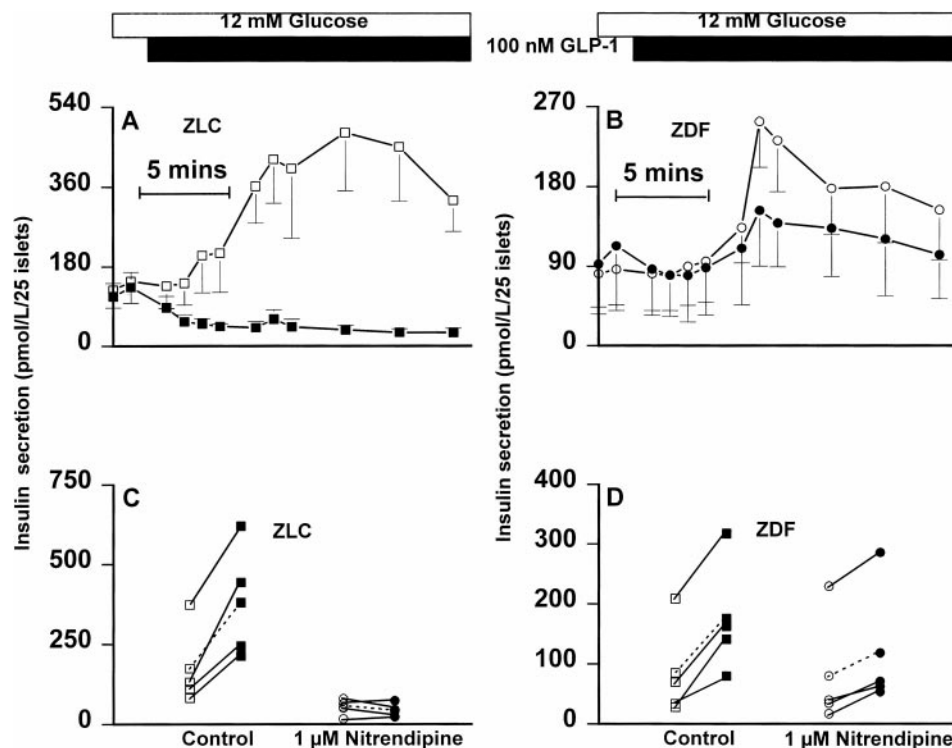 12 mM Glucose
12 mM Glucose
100 nM GLP-1
Insulin secretion (pmol/L/25 islets)
540
360
180
0
A
ZLC
5 mins
Insulin secretion (pmol/L/25 islets)
270
180
90
0
B
ZDF
5 mins
750
500
250
0
C
ZLC
Control
1 µM Nitrendipine
400
300
200
100
0
D
ZDF
Control
1 µM Nitrendipine